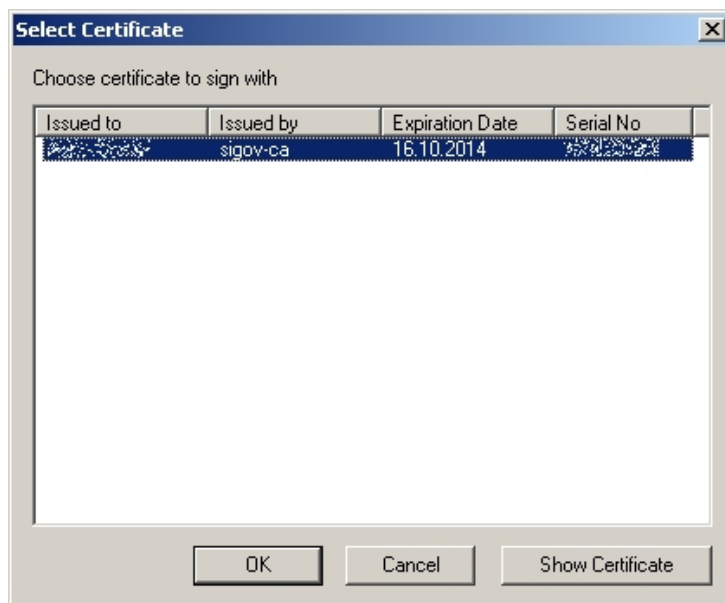 Select Certificate
Choose certificate to sign with
Issued to Issued by Expiration Date Serial No
sigov-ca 16.10.2014
OK Cancel Show Certificate